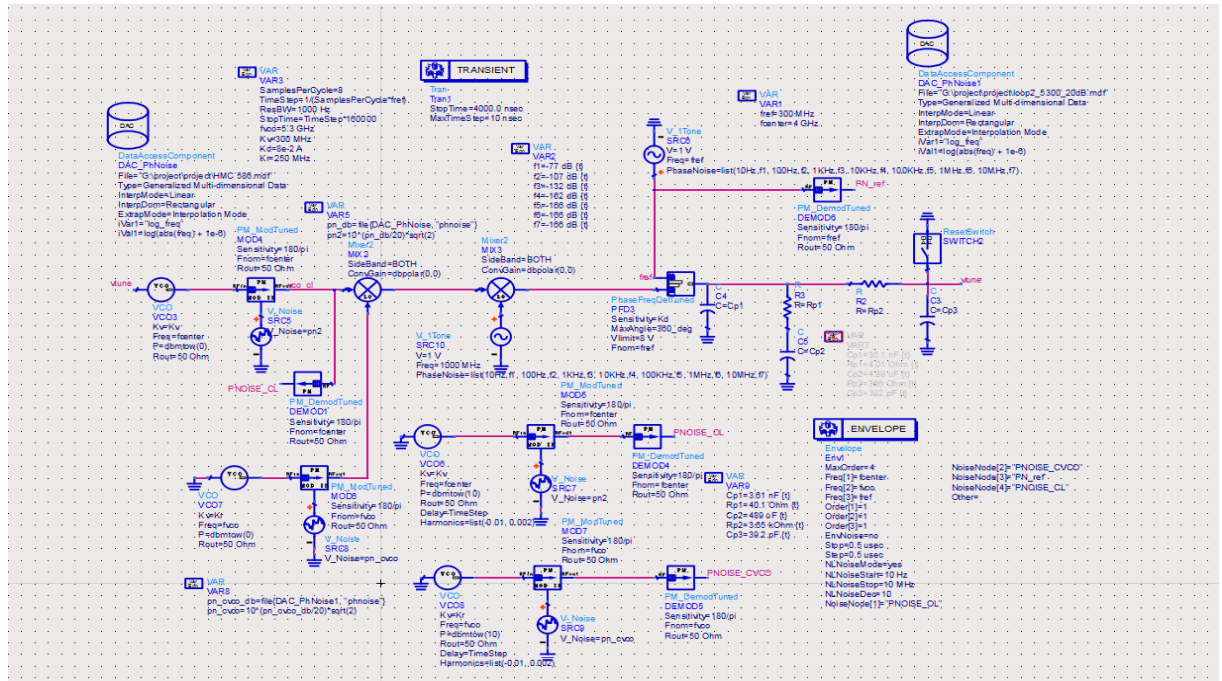 DAC
DataAccessComponent
DAC_PhNoise
File="G:\project\project\HMC586.mdf"
Type=Generalized Multi-dimensional Data
InterpMode=Linear
InterpDom=Rectangular
ExtrapMode=Interpolation Mode
iVar1="log_freq"
iVal1=log(abs(freq) + 1e-6)
VAR
VAR3
SamplesPerCycle=8
TimeStep=1/(SamplesPerCycle*fref)
ResBW=1000 Hz
StopTime=TimeStep*160000
fvco=5.3 GHz
Kv=300 MHz
Kd=8e-2 A
Kr=250 MHz
TRANSIENT
Tran
Tran1
StopTime=4000.0 nsec
MaxTimeStep=10 nsec
VAR
VAR2
f1=-77 dB {t}
f2=-107 dB {t}
f3=-132 dB {t}
f4=-162 dB {t}
f5=-166 dB {t}
f6=-166 dB {t}
f7=-166 dB {t}
VAR
VAR1
fref=300 MHz
fcenter=4 GHz
DAC
DataAccessComponent
DAC_PhNoise1
File="G:\project\project\loop2_5300_20dB.mdf"
Type=Generalized Multi-dimensional Data
InterpMode=Linear
InterpDom=Rectangular
ExtrapMode=Interpolation Mode
iVar1="log_freq"
iVal1=log(abs(freq) + 1e-6)
V_1Tone
SRC6
V=1 V
Freq=fref
PhaseNoise=list(10Hz,f1, 100Hz,f2, 1KHz,f3, 10KHz,f4, 100KHz,f5, 1MHz,f6, 10MHz,f7)
PN_ref
PM_DemodTuned
DEMOD6
Sensitivity=180/pi
Fnom=fref
Rout=50 Ohm
VAR
VAR5
pn_db=file{DAC_PhNoise, "phnoise"}
pn2=10^(pn_db/20)*sqrt(2)
PM_ModTuned
MOD4
Sensitivity=180/pi
Fnom=fcenter
Rout=50 Ohm
vtune
VCO
VCO3
Kv=Kv
Freq=fcenter
P=dbmtow(0)
Rout=50 Ohm
vco_cl
V_Noise
SRC5
V_Noise=pn2
Mixer2
MIX2
SideBand=BOTH
ConvGain=dbpolar(0,0)
Mixer2
MIX3
SideBand=BOTH
ConvGain=dbpolar(0,0)
V_1Tone
SRC10
V=1 V
Freq=1000 MHz
PhaseNoise=list(10Hz,f1, 100Hz,f2, 1KHz,f3, 10KHz,f4, 100KHz,f5, 1MHz,f6, 10MHz,f7)
fref
PhaseFreqDetTuned
PFD3
Sensitivity=Kd
MaxAngle=360_deg
Vlimit=8 V
Fnom=fref
C
C4
C=Cp1
R
R3
R=Rp1
C
C5
C=Cp2
R
R2
R=Rp2
ResetSwitch
SWITCH2
C
C3
C=Cp3
vtune
VAR
Cp1=36.1 nF {t}
Rp1=4.01 Ohm {t}
Rp2=365 Ohm {t}
Cp3=392 pF {t}
PNOISE_CL
PM_DemodTuned
DEMOD1
Sensitivity=180/pi
Fnom=fcenter
Rout=50 Ohm
VCO
VCO7
Kv=Kr
Freq=fvco
P=dbmtow(0)
Rout=50 Ohm
PM_ModTuned
MOD6
Sensitivity=180/pi
Fnom=fvco
Rout=50 Ohm
V_Noise
SRC8
V_Noise=pn_cvco
VAR
VAR8
pn_cvco_db=file{DAC_PhNoise1, "phnoise"}
pn_cvco=10^(pn_cvco_db/20)*sqrt(2)
VCO
VCO6
Kv=Kv
Freq=fcenter
P=dbmtow(10)
Rout=50 Ohm
Delay=TimeStep
Harmonics=list(-0.01, 0.002)
PM_ModTuned
MOD5
Sensitivity=180/pi
Fnom=fcenter
Rout=50 Ohm
V_Noise
SRC7
V_Noise=pn2
PNOISE_OL
PM_DemodTuned
DEMOD4
Sensitivity=180/pi
Fnom=fcenter
Rout=50 Ohm
VAR
VAR9
Cp1=3.61 nF {t}
Rp1=40.1 Ohm {t}
Cp2=489 nF {t}
Rp2=3.65 kOhm {t}
Cp3=39.2 pF {t}
VCO
VCO8
Kv=Kr
Freq=fvco
P=dbmtow(10)
Rout=50 Ohm
Delay=TimeStep
Harmonics=list(-0.01, 0.002)
PM_ModTuned
MOD7
Sensitivity=180/pi
Fnom=fvco
Rout=50 Ohm
V_Noise
SRC9
V_Noise=pn_cvco
PNOISE_CVCO
PM_DemodTuned
DEMOD5
Sensitivity=180/pi
Fnom=fvco
Rout=50 Ohm
ENVELOPE
Envelope
Env1
MaxOrder=4
Freq[1]=fcenter
Freq[2]=fvco
Freq[3]=fref
Order[1]=1
Order[2]=1
Order[3]=1
EnvNoise=no
Stop=0.5 usec
Step=0.5 usec
NLNoiseMode=yes
NLNoiseStart=10 Hz
NLNoiseStop=10 MHz
NLNoiseDec=10
NoiseNode[1]="PNOISE_OL"
NoiseNode[2]="PNOISE_CVCO"
NoiseNode[3]="PN_ref"
NoiseNode[4]="PNOISE_CL"
Other=